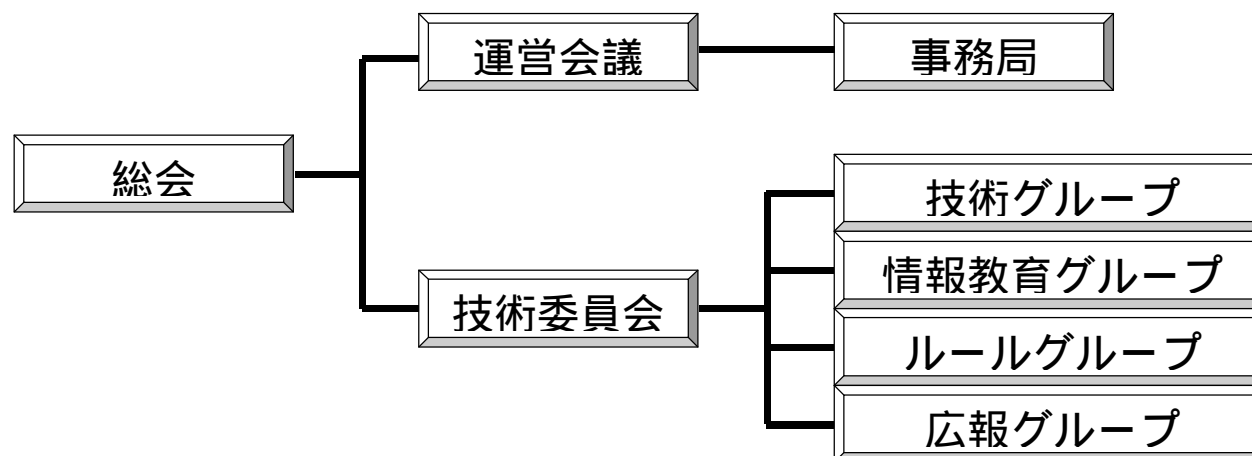 運営会議
事務局
総会
技術グループ
情報教育グループ
技術委員会
ルールグループ
広報グループ